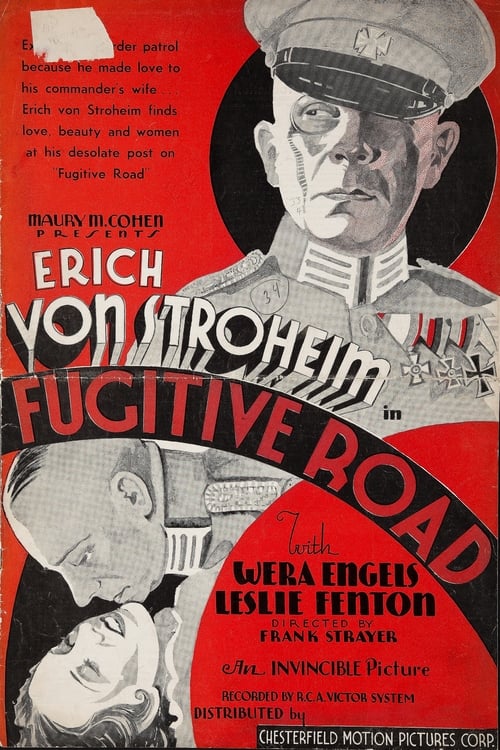 patrol
because he made love to
his commander's wife...
Erich von Stroheim finds
love, beauty and women
at his desolate post on
"Fugitive Road"
MAURY M. COHEN
PRESENTS
ERICH
VON STROHEIM
in
FUGITIVE ROAD
With
WERA ENGELS
LESLIE FENTON
DIRECTED BY
FRANK STRAYER
An INVINCIBLE Picture
RECORDED BY R.C.A. VICTOR SYSTEM
DISTRIBUTED by
CHESTERFIELD MOTION PICTURES CORP.
34